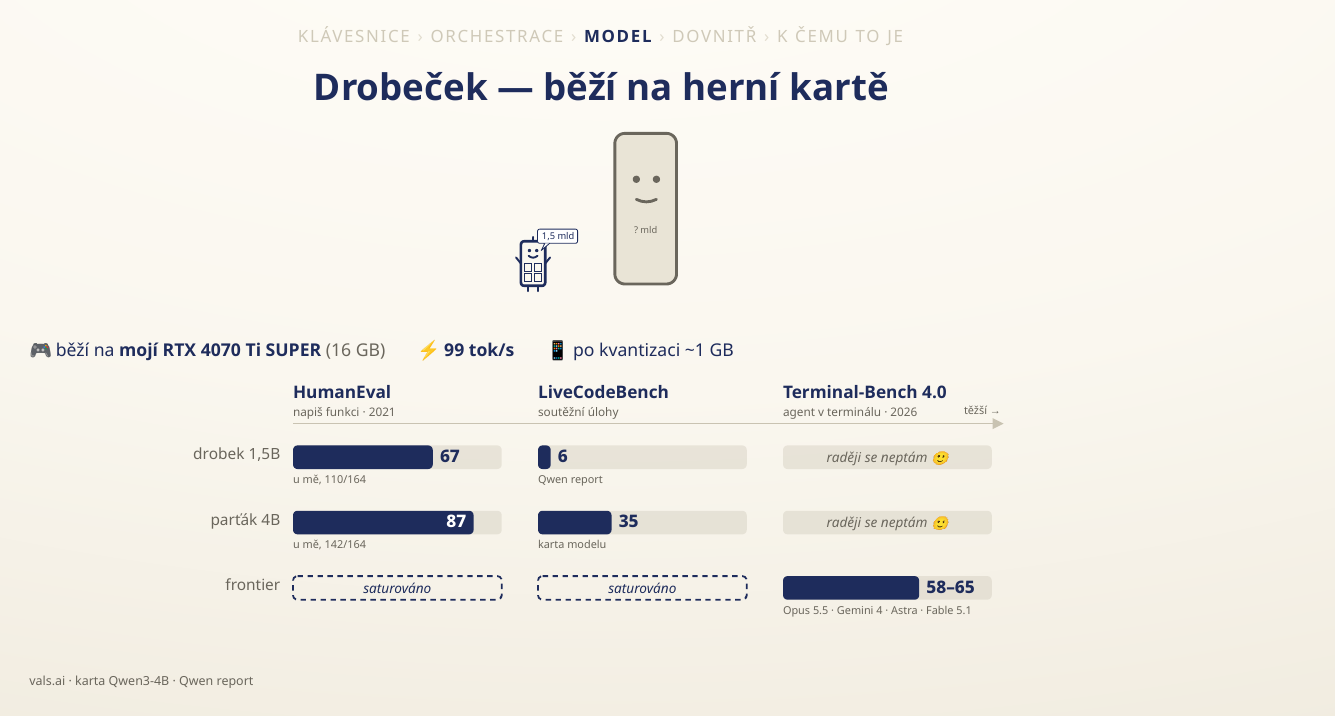 KLÁVESNICE › ORCHESTRACE › MODEL › DOVNITŘ › K ČEMU TO JE
Drobeček — běží na herní kartě
? mld
1,5 mld
🎮 běží na mojí RTX 4070 Ti SUPER (16 GB) ⚡ 99 tok/s 📱 po kvantizaci ~1 GB
HumanEval LiveCodeBench Terminal-Bench 4.0
napiš funkci · 2021 soutěžní úlohy agent v terminálu · 2026 těžší →
drobek 1,5B 67 6 raději se neptám 🙂
u mě, 110/164 Qwen report
parťák 4B 87 35 raději se neptám 🙂
u mě, 142/164 karta modelu
frontier saturováno saturováno 58–65
Opus 5.5 · Gemini 4 · Astra · Fable 5.1
vals.ai · karta Qwen3-4B · Qwen report